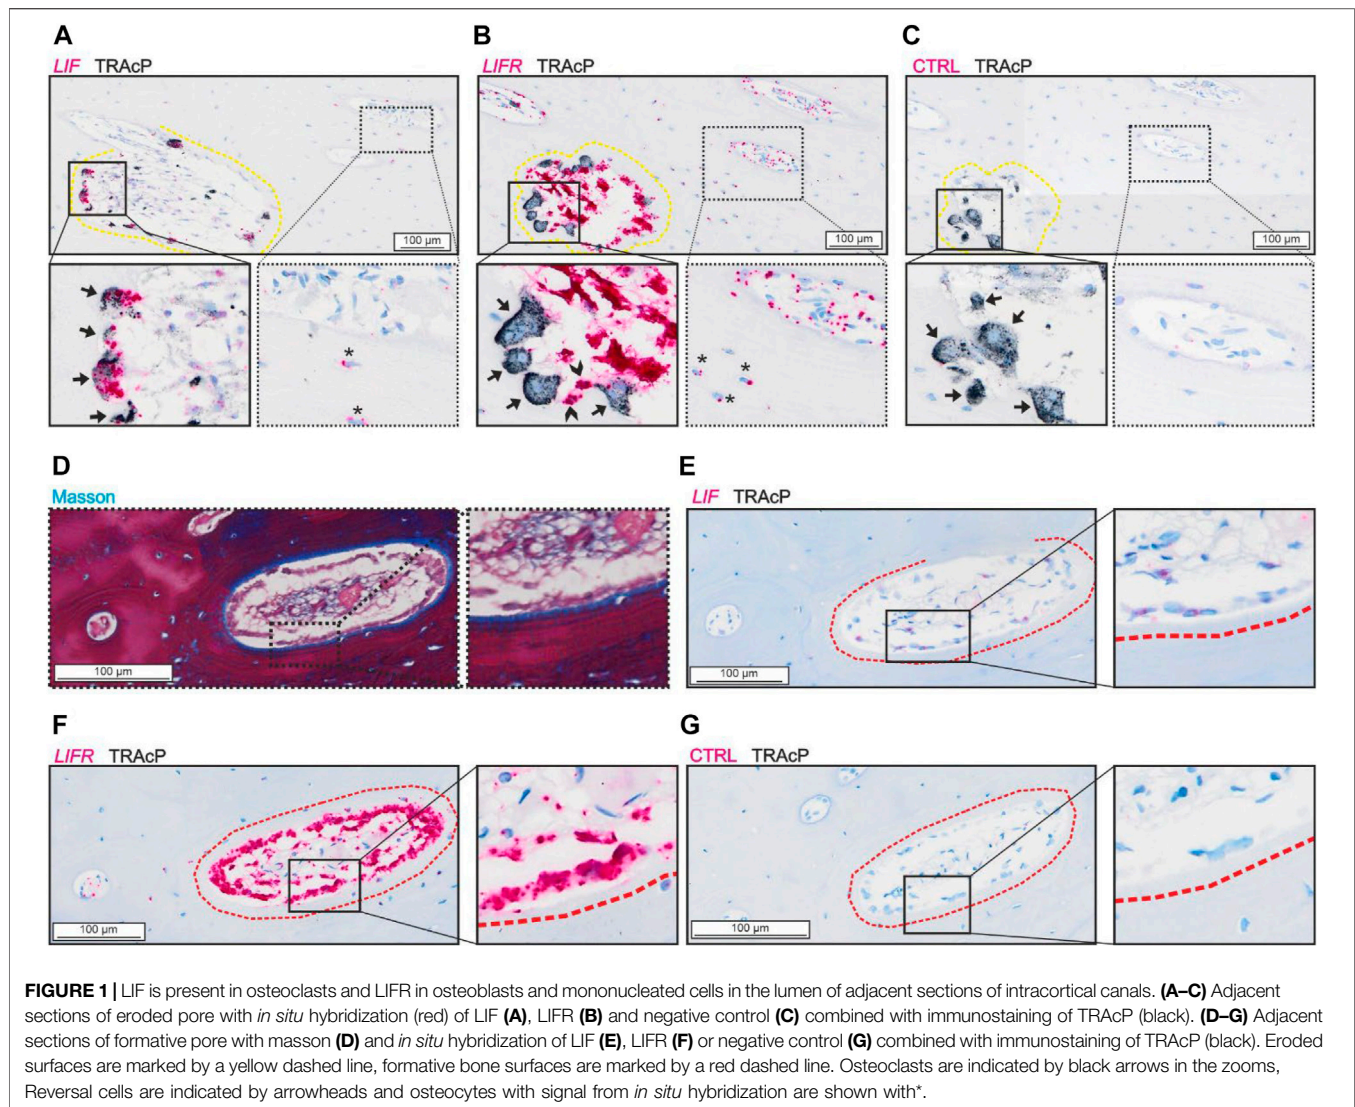 A
B
C
LIF TRAcP
LIFR TRAcP
CTRL TRAcP
100 µm
100 µm
100 µm
*
*
*
*
*
D
E
Masson
LIF TRAcP
100 µm
100 µm
F
G
LIFR TRAcP
CTRL TRAcP
100 µm
100 µm
FIGURE 1 | LIF is present in osteoclasts and LIFR in osteoblasts and mononucleated cells in the lumen of adjacent sections of intracortical canals. (A–C) Adjacent
sections of eroded pore with in situ hybridization (red) of LIF (A), LIFR (B) and negative control (C) combined with immunostaining of TRAcP (black). (D–G) Adjacent
sections of formative pore with masson (D) and in situ hybridization of LIF (E), LIFR (F) or negative control (G) combined with immunostaining of TRAcP (black). Eroded
surfaces are marked by a yellow dashed line, formative bone surfaces are marked by a red dashed line. Osteoclasts are indicated by black arrows in the zooms,
Reversal cells are indicated by arrowheads and osteocytes with signal from in situ hybridization are shown with*.